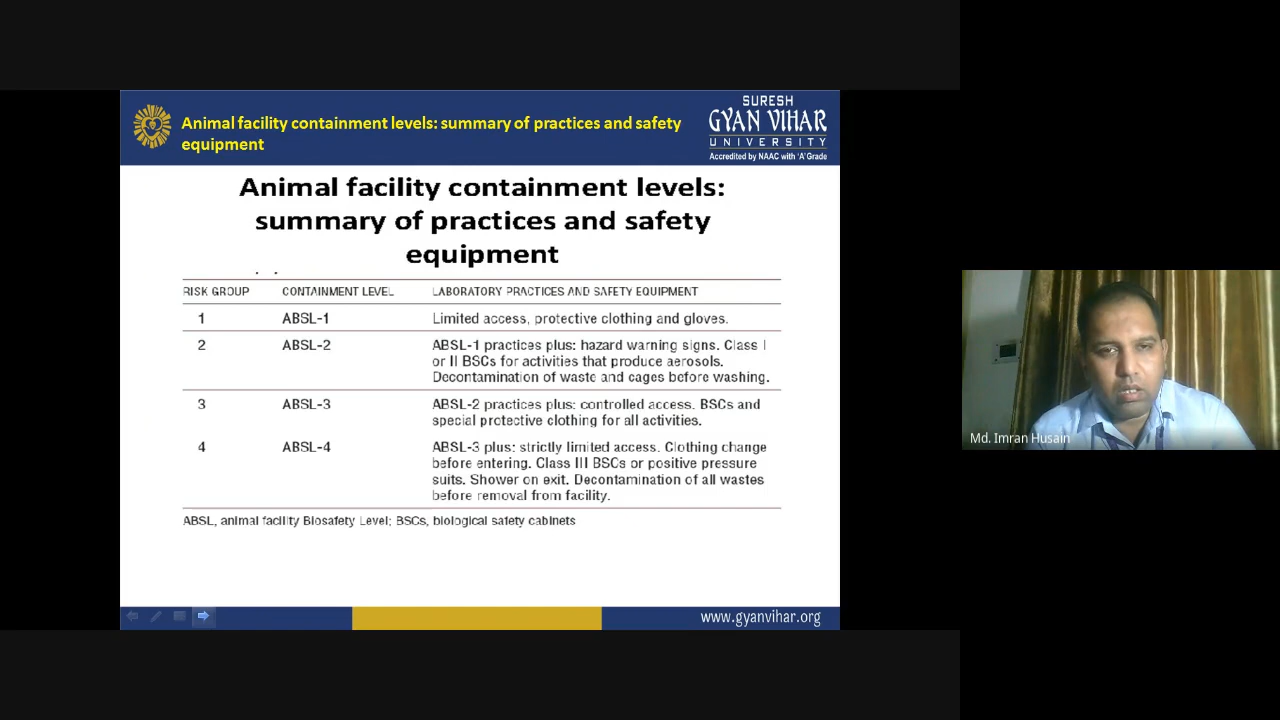 Animal facility containment levels: summary of practices and safety
equipment
SURESH
GYAN VIHAR
UNIVERSITY
Accredited by NAAC with 'A' Grade
Animal facility containment levels:
summary of practices and safety
equipment
RISK GROUP CONTAINMENT LEVEL LABORATORY PRACTICES AND SAFETY EQUIPMENT
1 ABSL-1 Limited access, protective clothing and gloves.
2 ABSL-2 ABSL-1 practices plus: hazard warning signs. Class I
or II BSCs for activities that produce aerosols.
Decontamination of waste and cages before washing.
3 ABSL-3 ABSL-2 practices plus: controlled access. BSCs and
special protective clothing for all activities.
4 ABSL-4 ABSL-3 plus: strictly limited access. Clothing change
before entering. Class III BSCs or positive pressure
suits. Shower on exit. Decontamination of all wastes
before removal from facility.
ABSL, animal facility Biosafety Level; BSCs, biological safety cabinets
www.gyanvihar.org
Md. Imran Husain